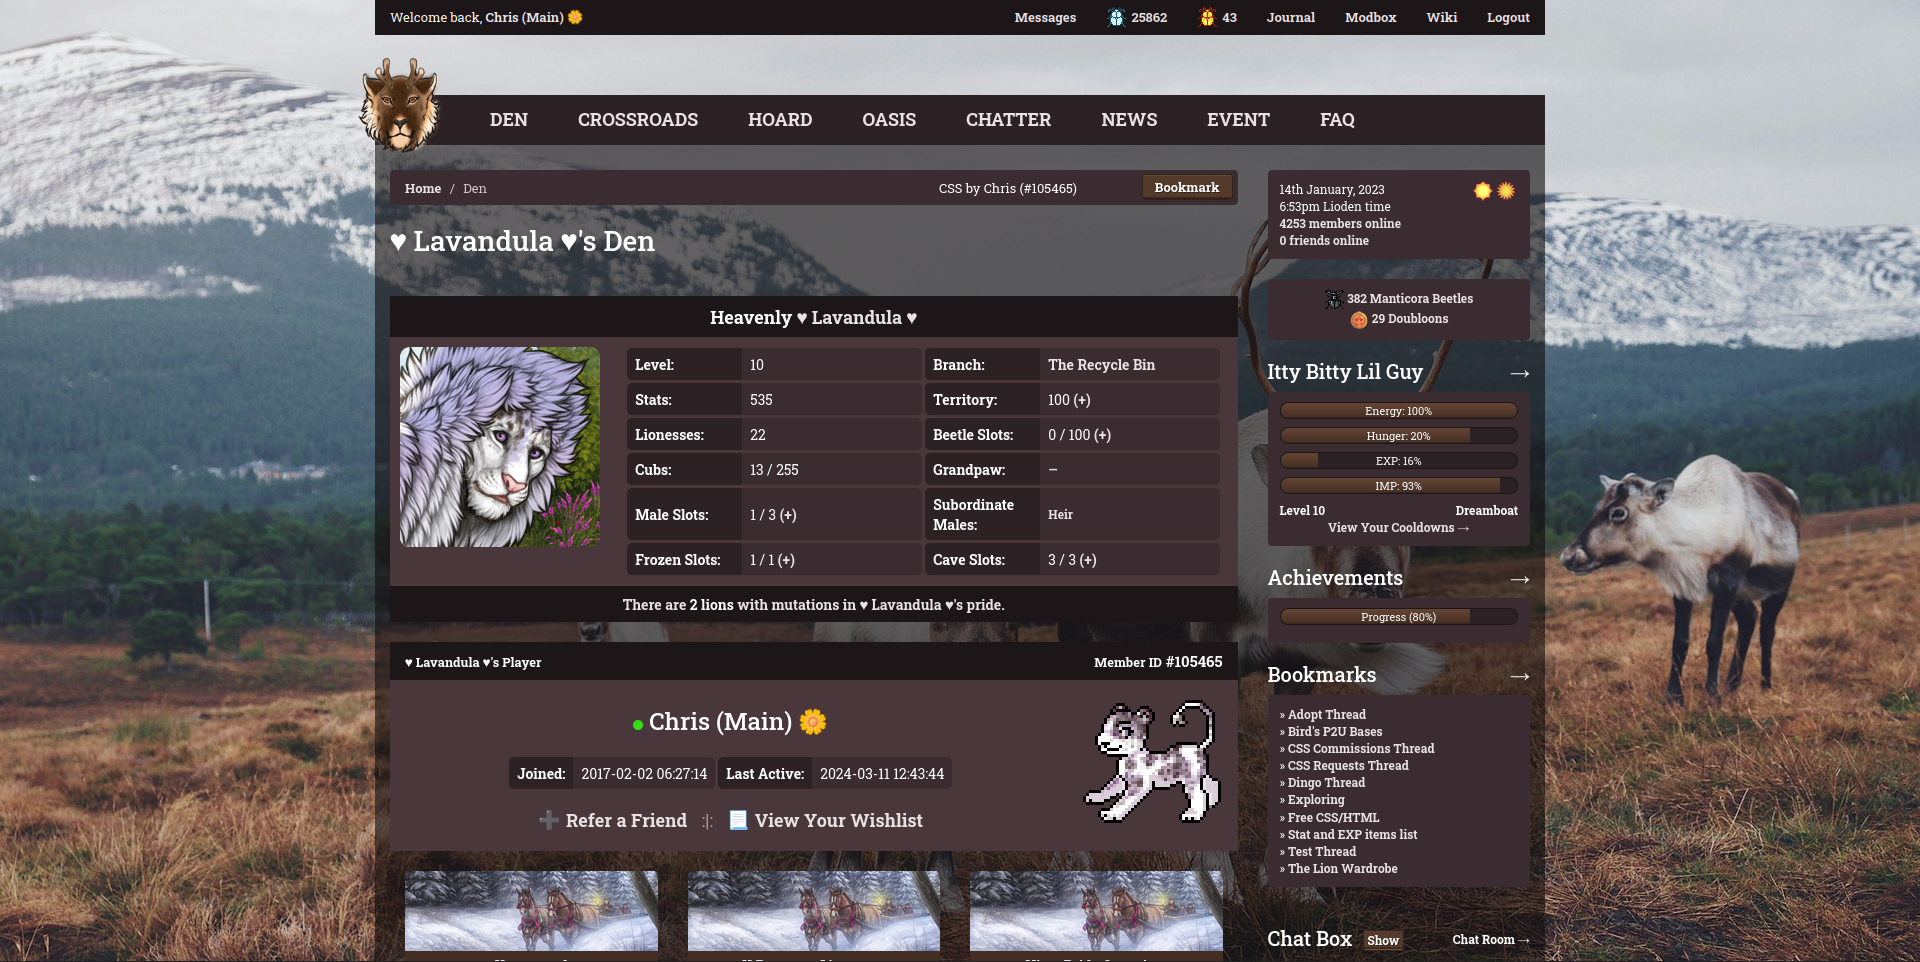 Welcome back, Chris (Main) 🌼
Messages 25862 43 Journal Modbox Wiki Logout
DEN CROSSROADS HOARD OASIS CHATTER NEWS EVENT FAQ
Home / Den CSS by Chris (#105465) Bookmark
♥ Lavandula ♥'s Den
Heavenly ♥ Lavandula ♥
Level: 10 Branch: The Recycle Bin
Stats: 535 Territory: 100 (+)
Lionesses: 22 Beetle Slots: 0 / 100 (+)
Cubs: 13 / 255 Grandpaw: –
Male Slots: 1 / 3 (+) Subordinate Males: Heir
Frozen Slots: 1 / 1 (+) Cave Slots: 3 / 3 (+)
There are 2 lions with mutations in ♥ Lavandula ♥'s pride.
♥ Lavandula ♥'s Player Member ID #105465
Chris (Main) 🌼
Joined: 2017-02-02 06:27:14 Last Active: 2024-03-11 12:43:44
➕ Refer a Friend :|: 📃 View Your Wishlist
14th January, 2023
6:53pm Lioden time
4253 members online
0 friends online
382 Manticora Beetles
29 Doubloons
Itty Bitty Lil Guy →
Energy: 100%
Hunger: 20%
EXP: 16%
IMP: 93%
Level 10 Dreamboat
View Your Cooldowns →
Achievements →
Progress (80%)
Bookmarks →
» Adopt Thread
» Bird's P2U Bases
» CSS Commissions Thread
» CSS Requests Thread
» Dingo Thread
» Exploring
» Free CSS/HTML
» Stat and EXP items list
» Test Thread
» The Lion Wardrobe
Chat Box Show Chat Room →